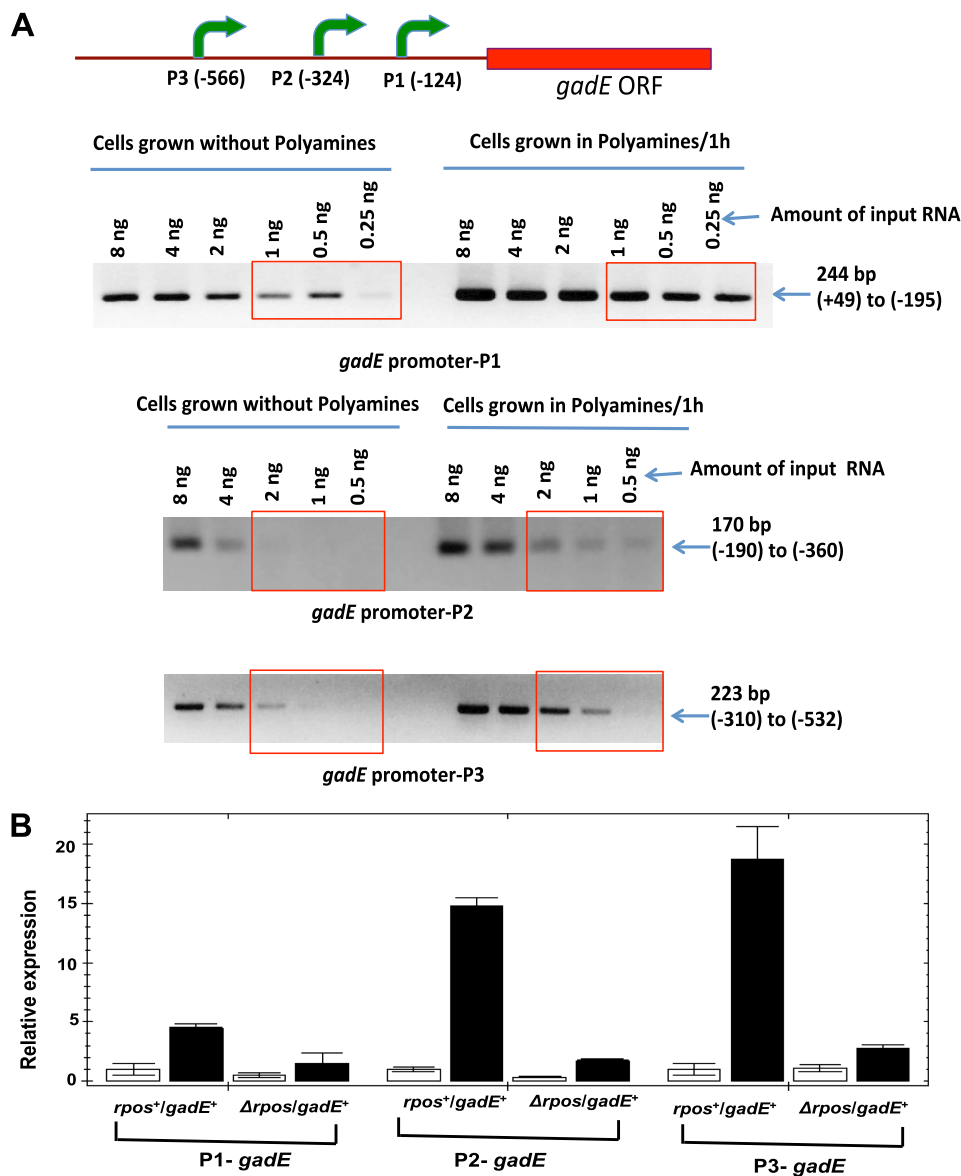 A
P3 (-566) P2 (-324) P1 (-124)
gadE ORF
Cells grown without Polyamines
Cells grown in Polyamines/1h
8 ng 4 ng 2 ng 1 ng 0.5 ng 0.25 ng
8 ng 4 ng 2 ng 1 ng 0.5 ng 0.25 ng
Amount of input RNA
244 bp
(+49) to (-195)
gadE promoter-P1
Cells grown without Polyamines
Cells grown in Polyamines/1h
8 ng 4 ng 2 ng 1 ng 0.5 ng
8 ng 4 ng 2 ng 1 ng 0.5 ng
Amount of input RNA
170 bp
(-190) to (-360)
gadE promoter-P2
223 bp
(-310) to (-532)
gadE promoter-P3
B
Relative expression
20
15
10
5
0
rpos+/gadE+ Δrpos/gadE+ rpos+/gadE+ Δrpos/gadE+ rpos+/gadE+ Δrpos/gadE+
P1- gadE P2- gadE P3- gadE